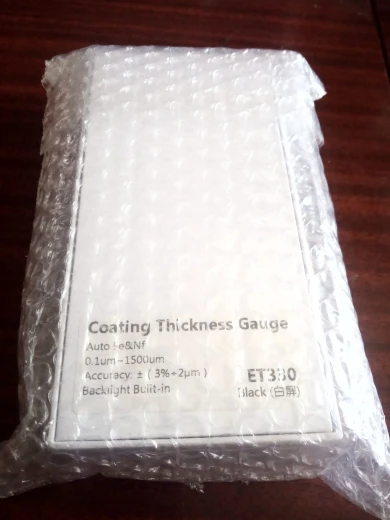 Coating Thickness Gauge
Auto Fe&Nf
0.1um~1500um
Accuracy: ± ( 3%+2μm )
Backlight Built-in
ET330
Black (白屏)